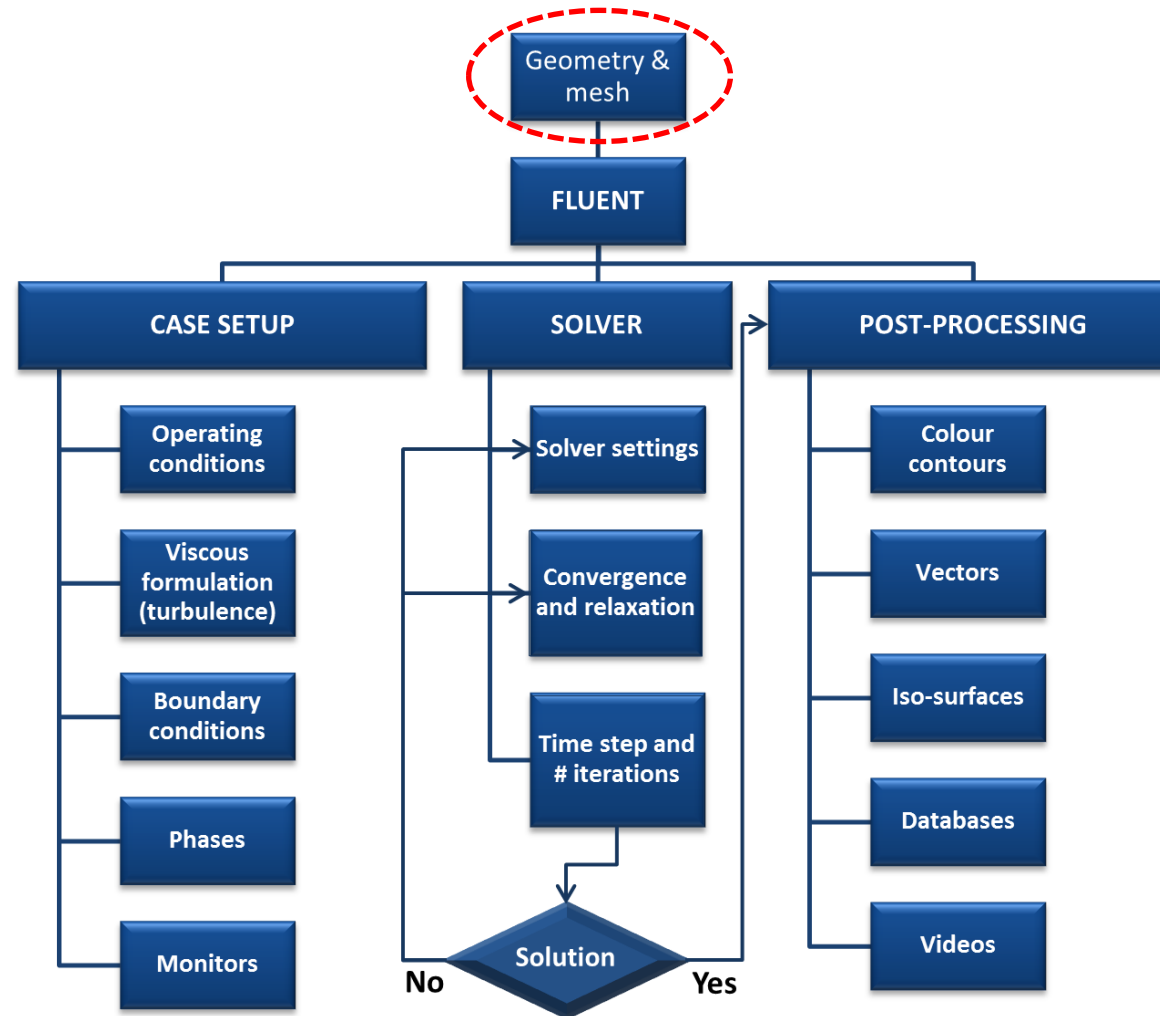 Geometry &
mesh
FLUENT
CASE SETUP
SOLVER
POST-PROCESSING
Operating
conditions
Viscous
formulation
(turbulence)
Boundary
conditions
Phases
Monitors
Solver settings
Convergence
and relaxation
Time step and
# iterations
Solution
No
Yes
Colour
contours
Vectors
Iso-surfaces
Databases
Videos